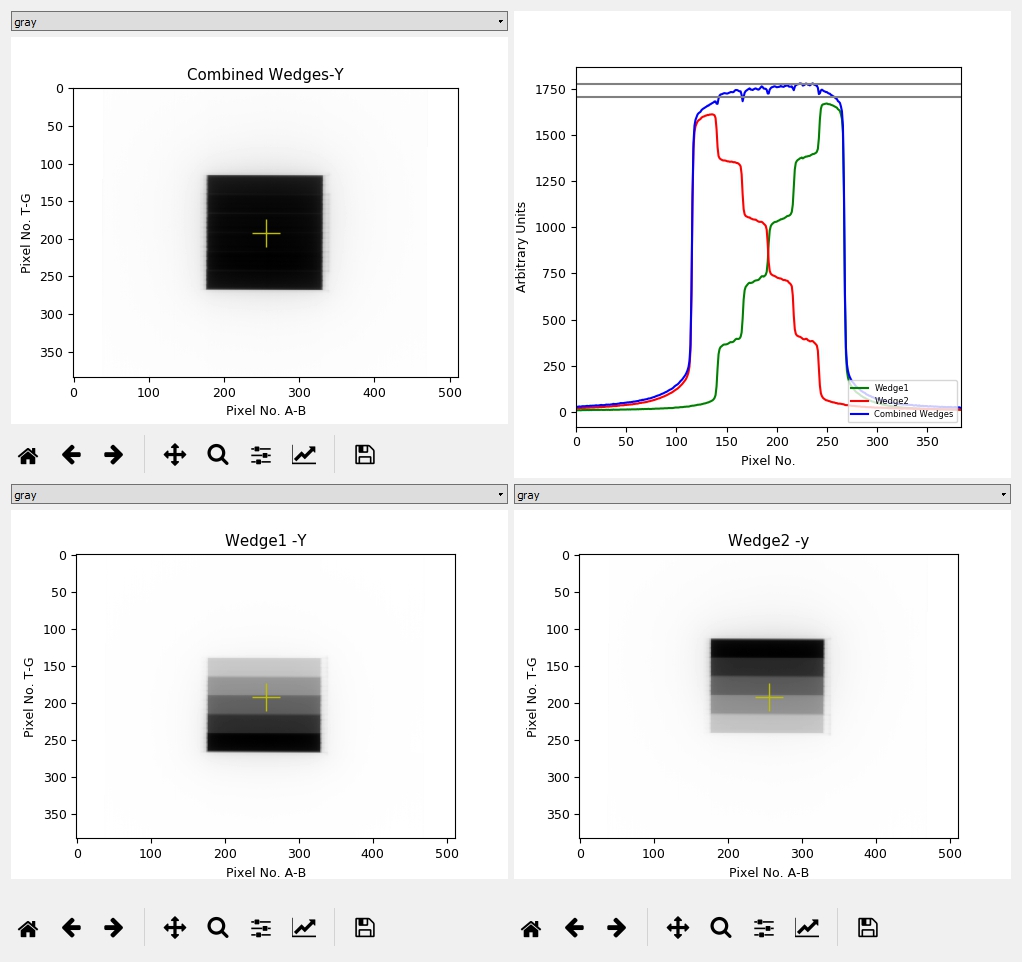 gray
Combined Wedges-Y
0
50
100
150
200
250
300
350
Pixel No. T-G
0 100 200 300 400 500
Pixel No. A-B
1750
1500
1250
1000
750
500
250
0
Arbitrary Units
Wedge1
Wedge2
Combined Wedges
0 50 100 150 200 250 300 350
Pixel No.
gray
Wedge1 -Y
0
50
100
150
200
250
300
350
Pixel No. T-G
0 100 200 300 400 500
Pixel No. A-B
gray
Wedge2 -y
0
50
100
150
200
250
300
350
Pixel No. T-G
0 100 200 300 400 500
Pixel No. A-B